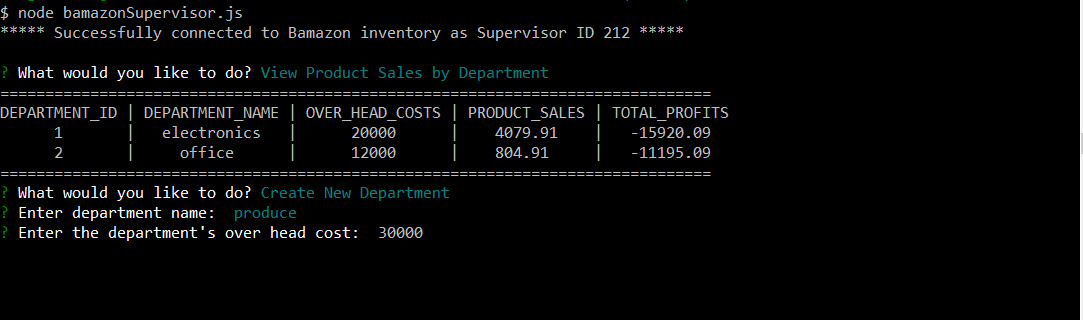 $ node bamazonSupervisor.js
***** Successfully connected to Bamazon inventory as Supervisor ID 212 *****
? What would you like to do? View Product Sales by Department
===============================================================================
DEPARTMENT_ID | DEPARTMENT_NAME | OVER_HEAD_COSTS | PRODUCT_SALES | TOTAL_PROFITS
1 | electronics | 20000 | 4079.91 | -15920.09
2 | office | 12000 | 804.91 | -11195.09
===============================================================================
? What would you like to do? Create New Department
? Enter department name: produce
? Enter the department's over head cost: 30000